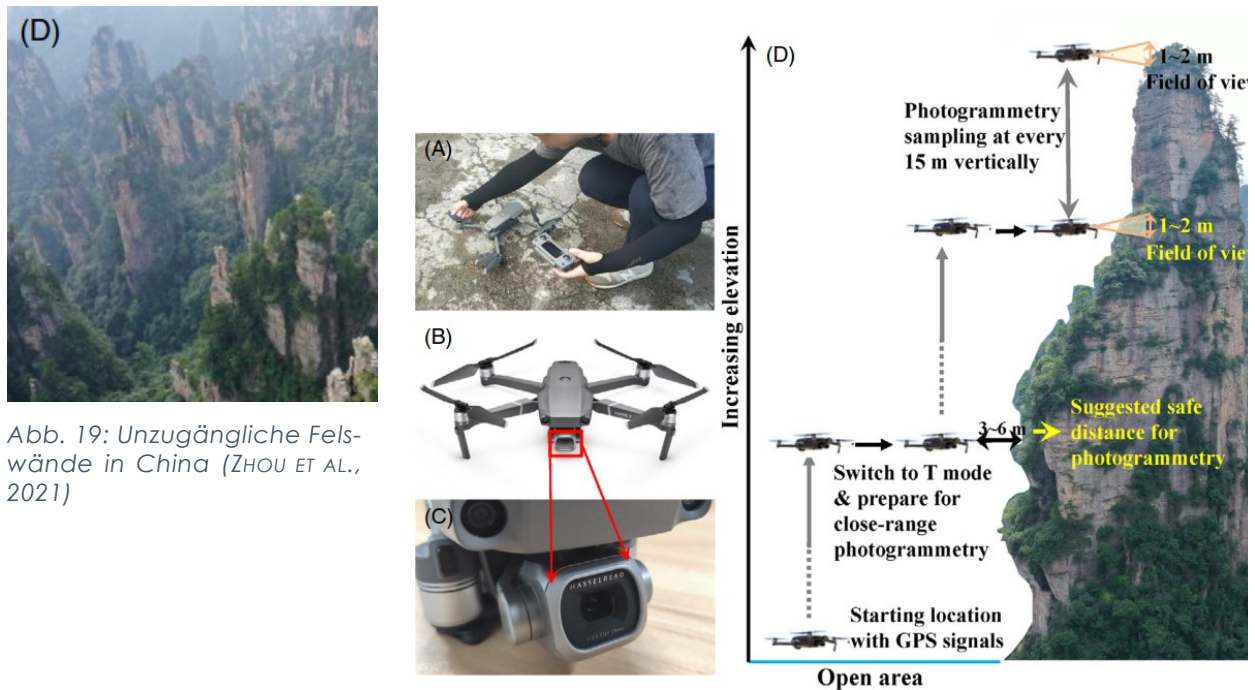 (D)
Abb. 19: Unzugängliche Fels-
wände in China (ZHOU ET AL.,
2021)
(A)
(B)
(C)
HASSELBLAD
(D)
Increasing elevation
1~2 m
Field of view
Photogrammetry
sampling at every
15 m vertically
1~2 m
Field of view
3~6 m
Suggested safe
distance for
photogrammetry
Switch to T mode
& prepare for
close-range
photogrammetry
Starting location
with GPS signals
Open area